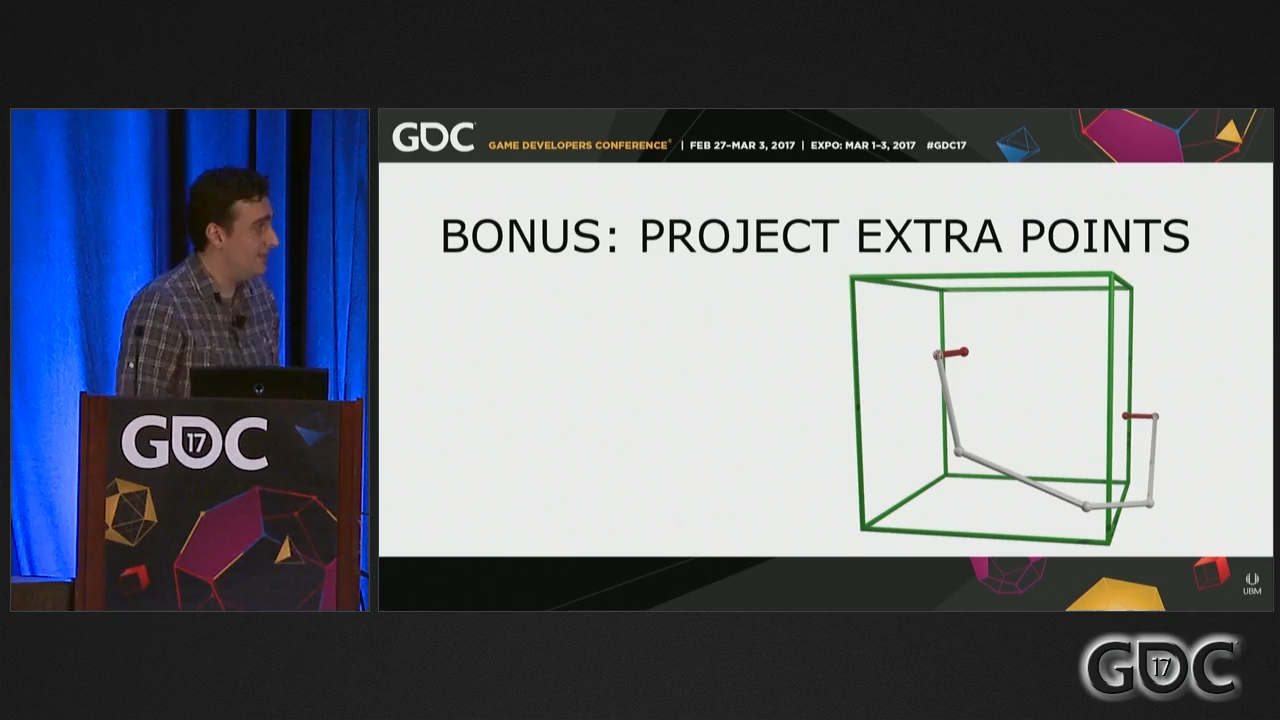 GDC
GAME DEVELOPERS CONFERENCE® | FEB 27-MAR 3, 2017 | EXPO: MAR 1-3, 2017 #GDC17
BONUS: PROJECT EXTRA POINTS
GDC
17
UBM
GDC
17